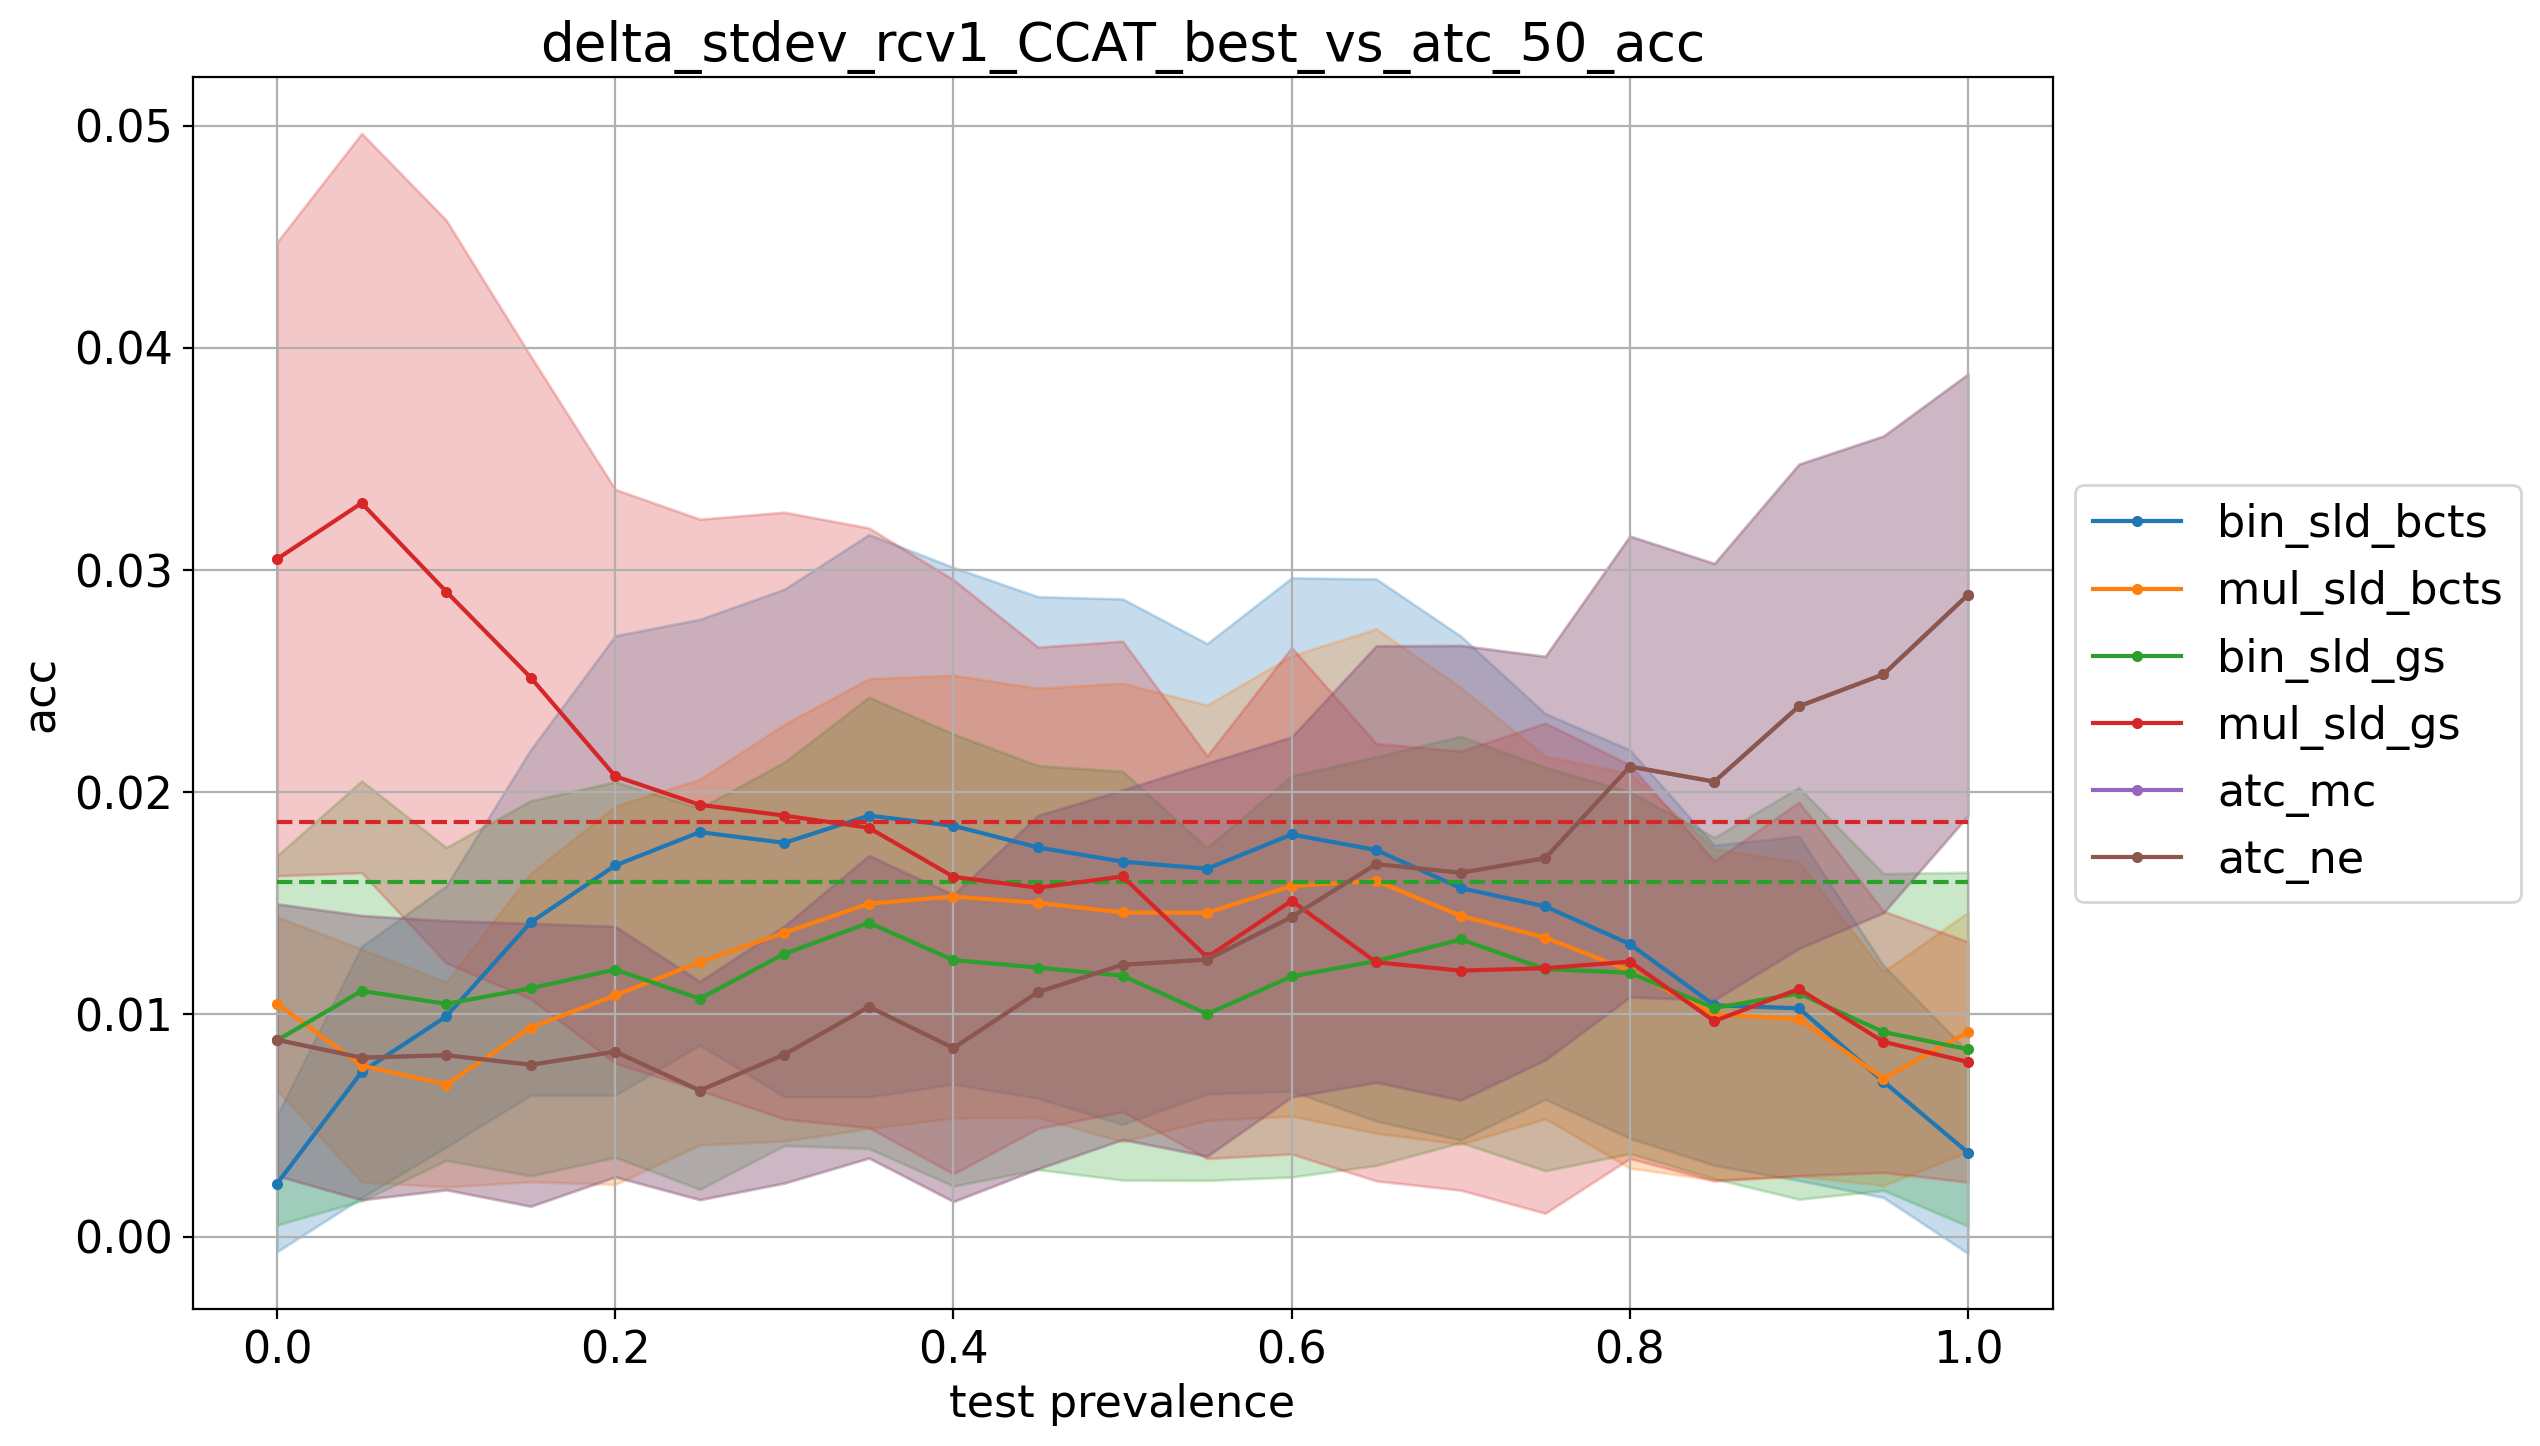 delta_stdev_rcv1_CCAT_best_vs_atc_50_acc
0.05
0.04
0.03
0.02
0.01
0.00
acc
0.0 0.2 0.4 0.6 0.8 1.0
test prevalence
bin_sld_bcts
mul_sld_bcts
bin_sld_gs
mul_sld_gs
atc_mc
atc_ne